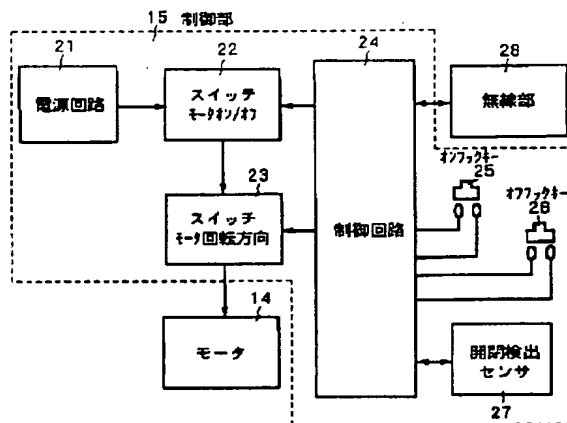 15 制御部
21
電源回路
22
スイッチ
モータオン/オフ
24
制御回路
28
無線部
オンフックキー
25
オフフックキー
26
23
スイッチ
モータ回転方向
14
モータ
開閉検出
センサ
27